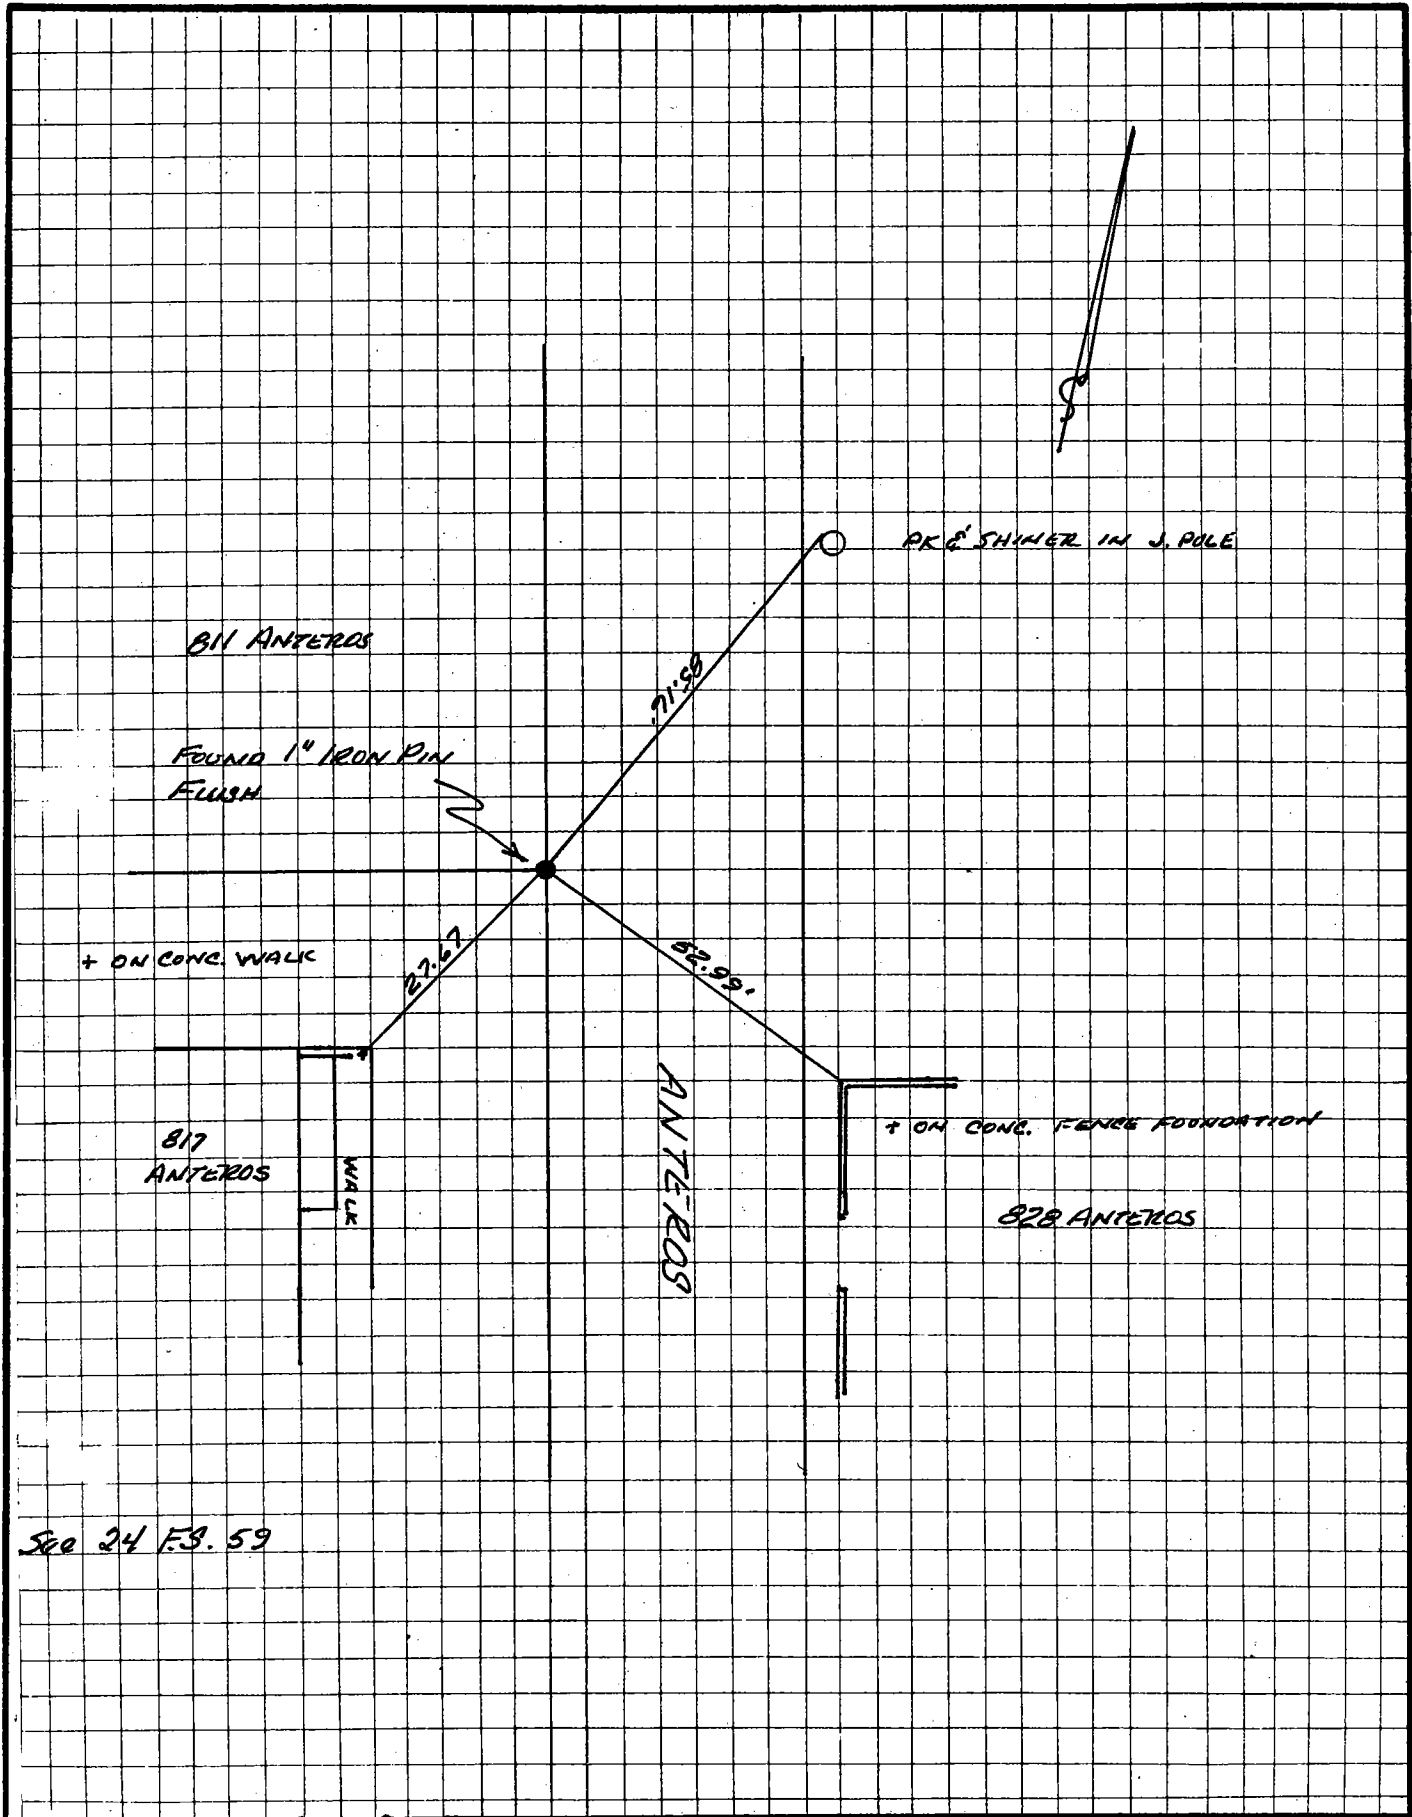 PK & SHINER IN J. POLE
811 ANTEROS
85.16'
FOUND 1" IRON PIN
FLUSH
+ ON CONC. WALK
27.67
52.99'
ANTEROS
+ ON CONC. FENCE FOUNDATION
817
ANTEROS
WALK
828 ANTEROS
See 24 F.S. 59